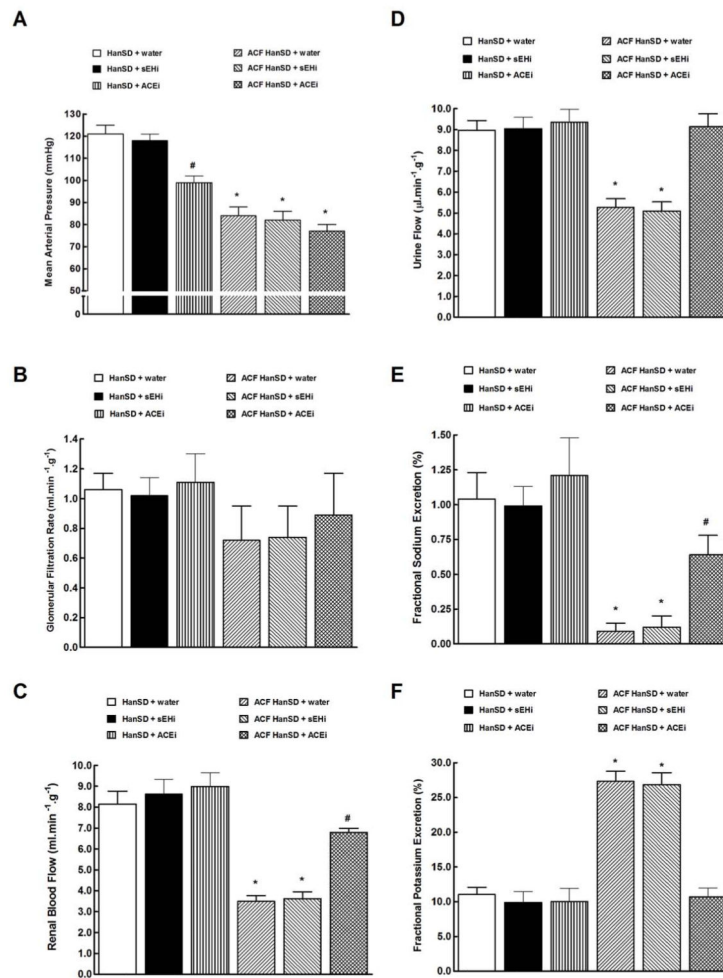 A
HanSD + water
HanSD + sEHi
HanSD + ACEi
ACF HanSD + water
ACF HanSD + sEHi
ACF HanSD + ACEi
Mean Arterial Pressure (mmHg)
130
120
110
100
90
80
70
60
50
0
#
*
*
*
B
HanSD + water
HanSD + sEHi
HanSD + ACEi
ACF HanSD + water
ACF HanSD + sEHi
ACF HanSD + ACEi
Glomerular Filtration Rate (ml.min⁻¹.g⁻¹)
1.4
1.2
1.0
0.8
0.6
0.4
0.2
0.0
C
HanSD + water
HanSD + sEHi
HanSD + ACEi
ACF HanSD + water
ACF HanSD + sEHi
ACF HanSD + ACEi
Renal Blood Flow (ml.min⁻¹.g⁻¹)
10.0
9.0
8.0
7.0
6.0
5.0
4.0
3.0
2.0
1.0
0.0
*
*
#
D
HanSD + water
HanSD + sEHi
HanSD + ACEi
ACF HanSD + water
ACF HanSD + sEHi
ACF HanSD + ACEi
Urine Flow (µl.min⁻¹.g⁻¹)
10.0
9.0
8.0
7.0
6.0
5.0
4.0
3.0
2.0
1.0
0.0
*
*
E
HanSD + water
HanSD + sEHi
HanSD + ACEi
ACF HanSD + water
ACF HanSD + sEHi
ACF HanSD + ACEi
Fractional Sodium Excretion (%)
1.50
1.25
1.00
0.75
0.50
0.25
0.00
*
*
#
F
HanSD + water
HanSD + sEHi
HanSD + ACEi
ACF HanSD + water
ACF HanSD + sEHi
ACF HanSD + ACEi
Fractional Potassium Excretion (%)
30.0
25.0
20.0
15.0
10.0
5.0
0.0
*
*